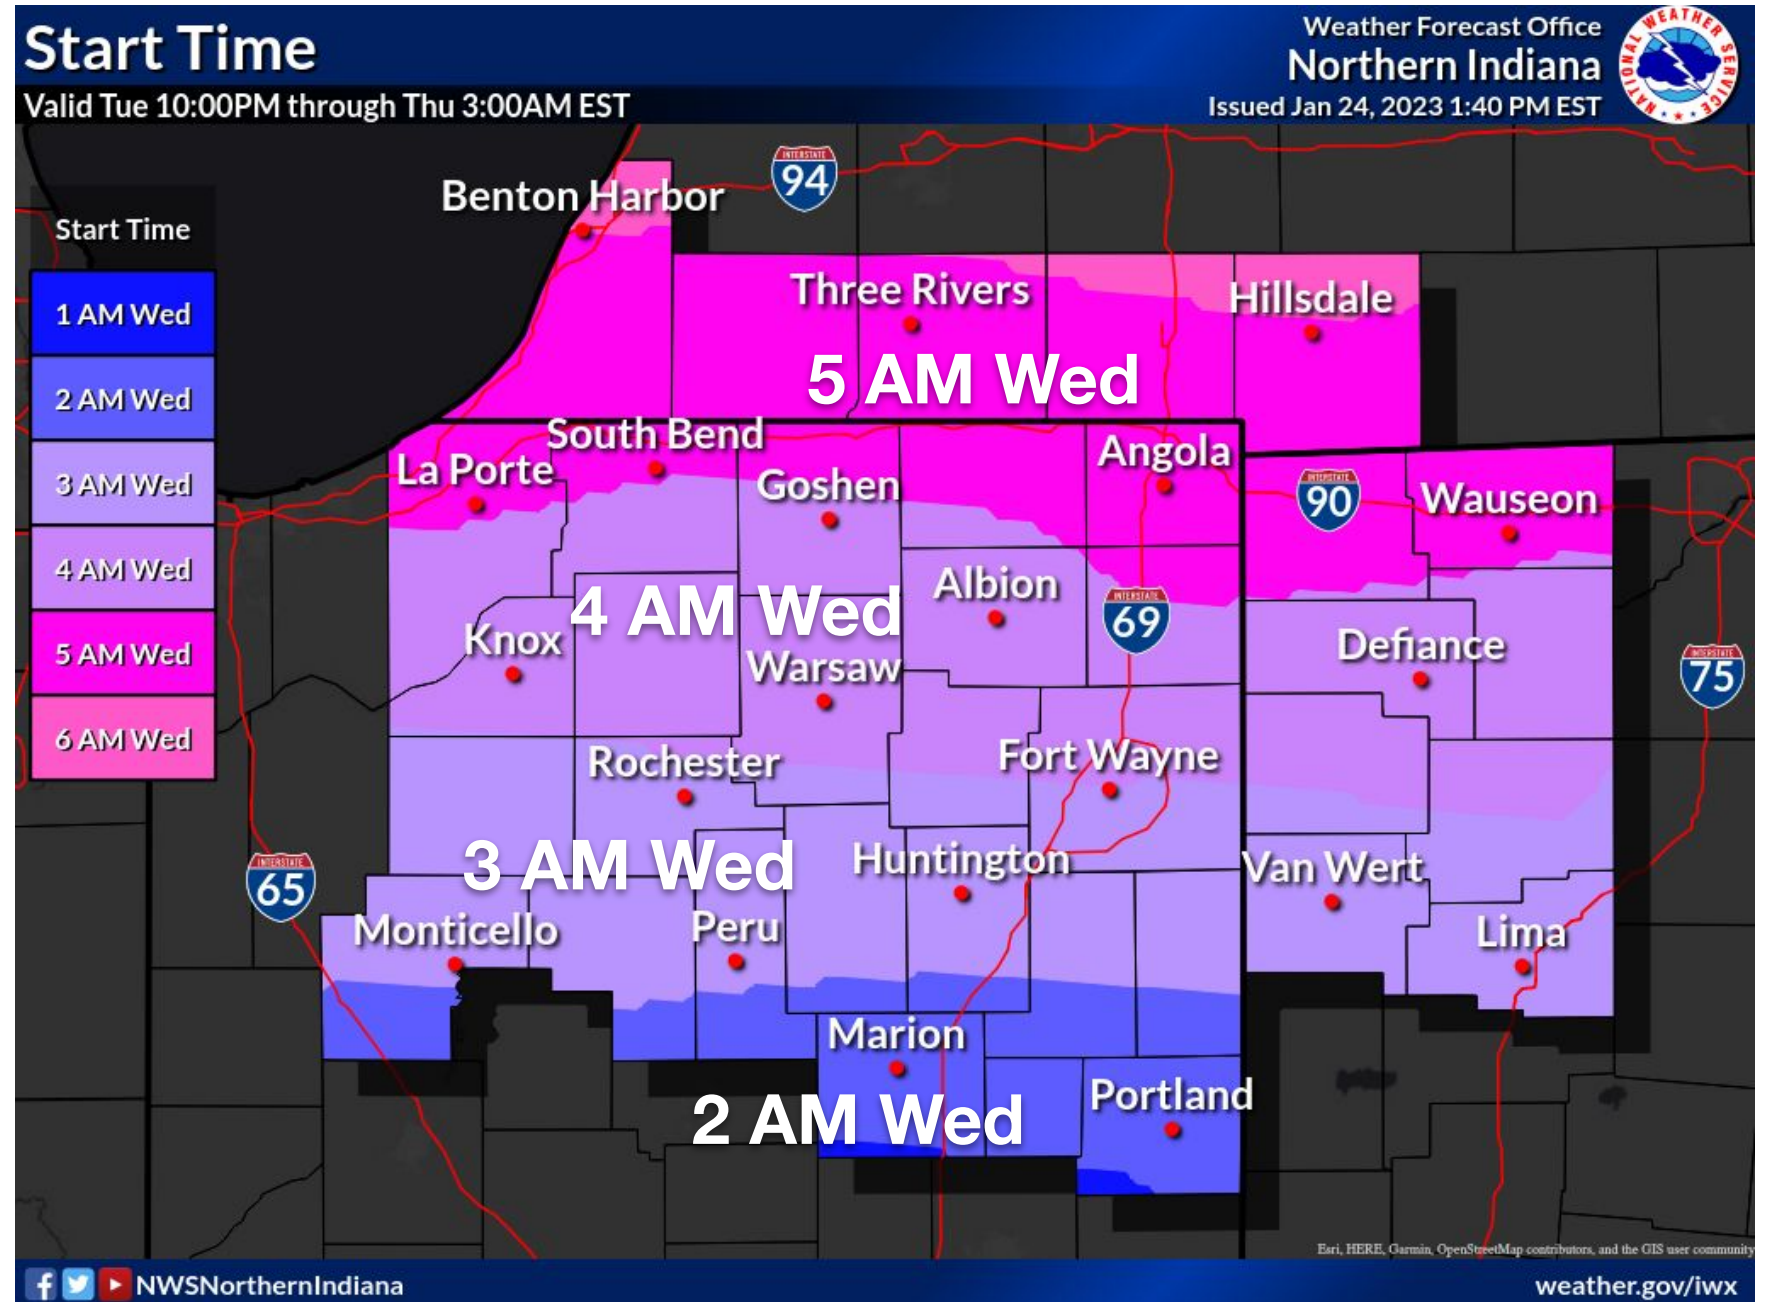 Start Time
Valid Tue 10:00PM through Thu 3:00AM EST
Weather Forecast Office
Northern Indiana
Issued Jan 24, 2023 1:40 PM EST
NATIONAL WEATHER SERVICE
Start Time
1 AM Wed
2 AM Wed
3 AM Wed
4 AM Wed
5 AM Wed
6 AM Wed
INTERSTATE
94
Benton Harbor
Three Rivers
Hillsdale
5 AM Wed
South Bend
La Porte
Goshen
Angola
INTERSTATE
90
Wauseon
4 AM Wed
Albion
INTERSTATE
69
Knox
Warsaw
Defiance
INTERSTATE
75
Rochester
Fort Wayne
3 AM Wed
Huntington
Van Wert
INTERSTATE
65
Monticello
Peru
Lima
Marion
2 AM Wed
Portland
Esri, HERE, Garmin, OpenStreetMap contributors, and the GIS user community
NWSNorthernIndiana
weather.gov/iwx